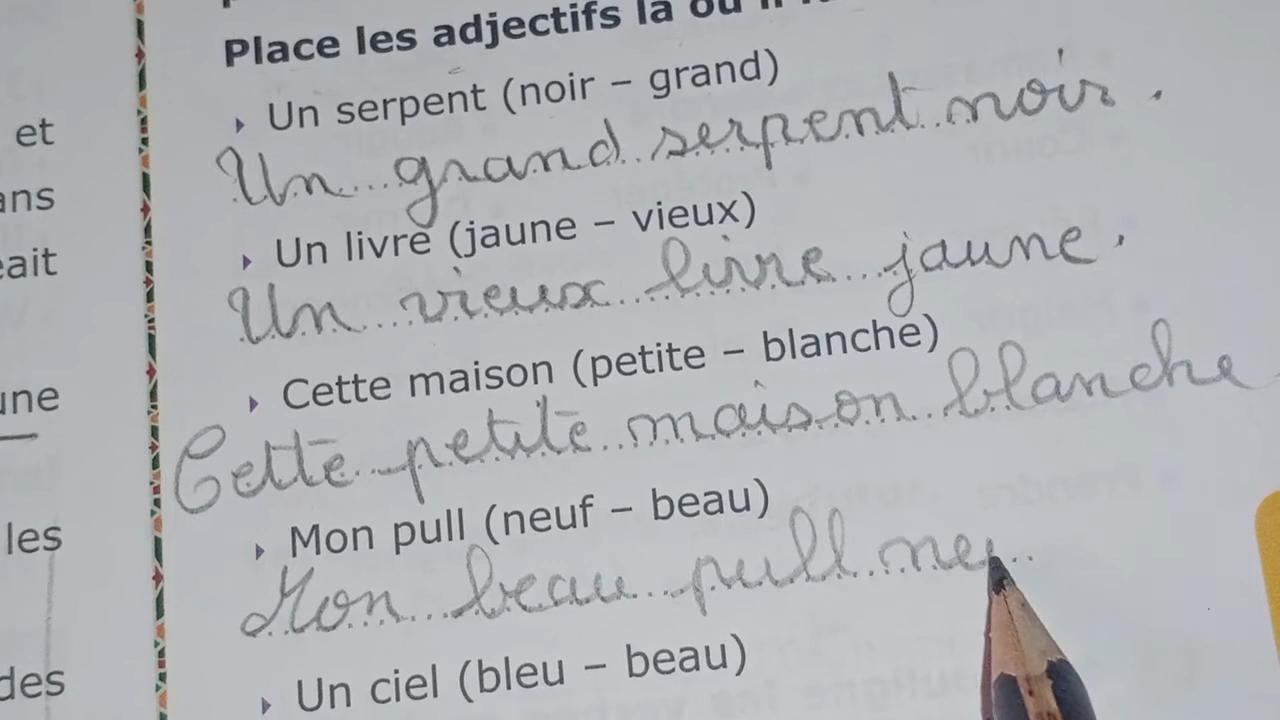 et
ans
ait
une
les
des
Place les adjectifs là où il
Un serpent (noir – grand)
Un grand serpent noir.
Un livre (jaune – vieux)
Un vieux livre jaune.
Cette maison (petite – blanche)
Cette petite maison blanche
Mon pull (neuf – beau)
Mon beau pull neu
Un ciel (bleu – beau)